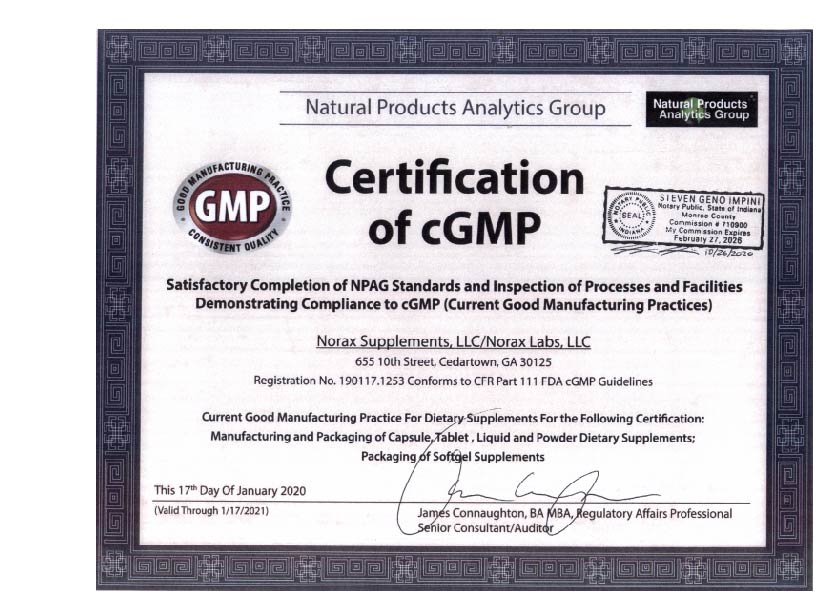 Natural Products Analytics Group
Natural Products
Analytics Group
GOOD MANUFACTURING PRACTICE
GMP
CONSISTENT QUALITY
Certification
of cGMP
NOTARY PUBLIC
SEAL
INDIANA
STEVEN GENO IMPINI
Notary Public, State of Indiana
Monroe County
Commission # 710900
My Commission Expires
February 27, 2026
10/26/2020
Satisfactory Completion of NPAG Standards and Inspection of Processes and Facilities
Demonstrating Compliance to cGMP (Current Good Manufacturing Practices)
Norax Supplements, LLC/Norax Labs, LLC
655 10th Street, Cedartown, GA 30125
Registration No. 190117.1253 Conforms to CFR Part 111 FDA cGMP Guidelines
Current Good Manufacturing Practice For Dietary Supplements For the Following Certification:
Manufacturing and Packaging of Capsule, Tablet , Liquid and Powder Dietary Supplements;
Packaging of Softgel Supplements
This 17th Day Of January 2020
(Valid Through 1/17/2021)
James Connaughton, BA MBA, Regulatory Affairs Professional
Senior Consultant/Auditor